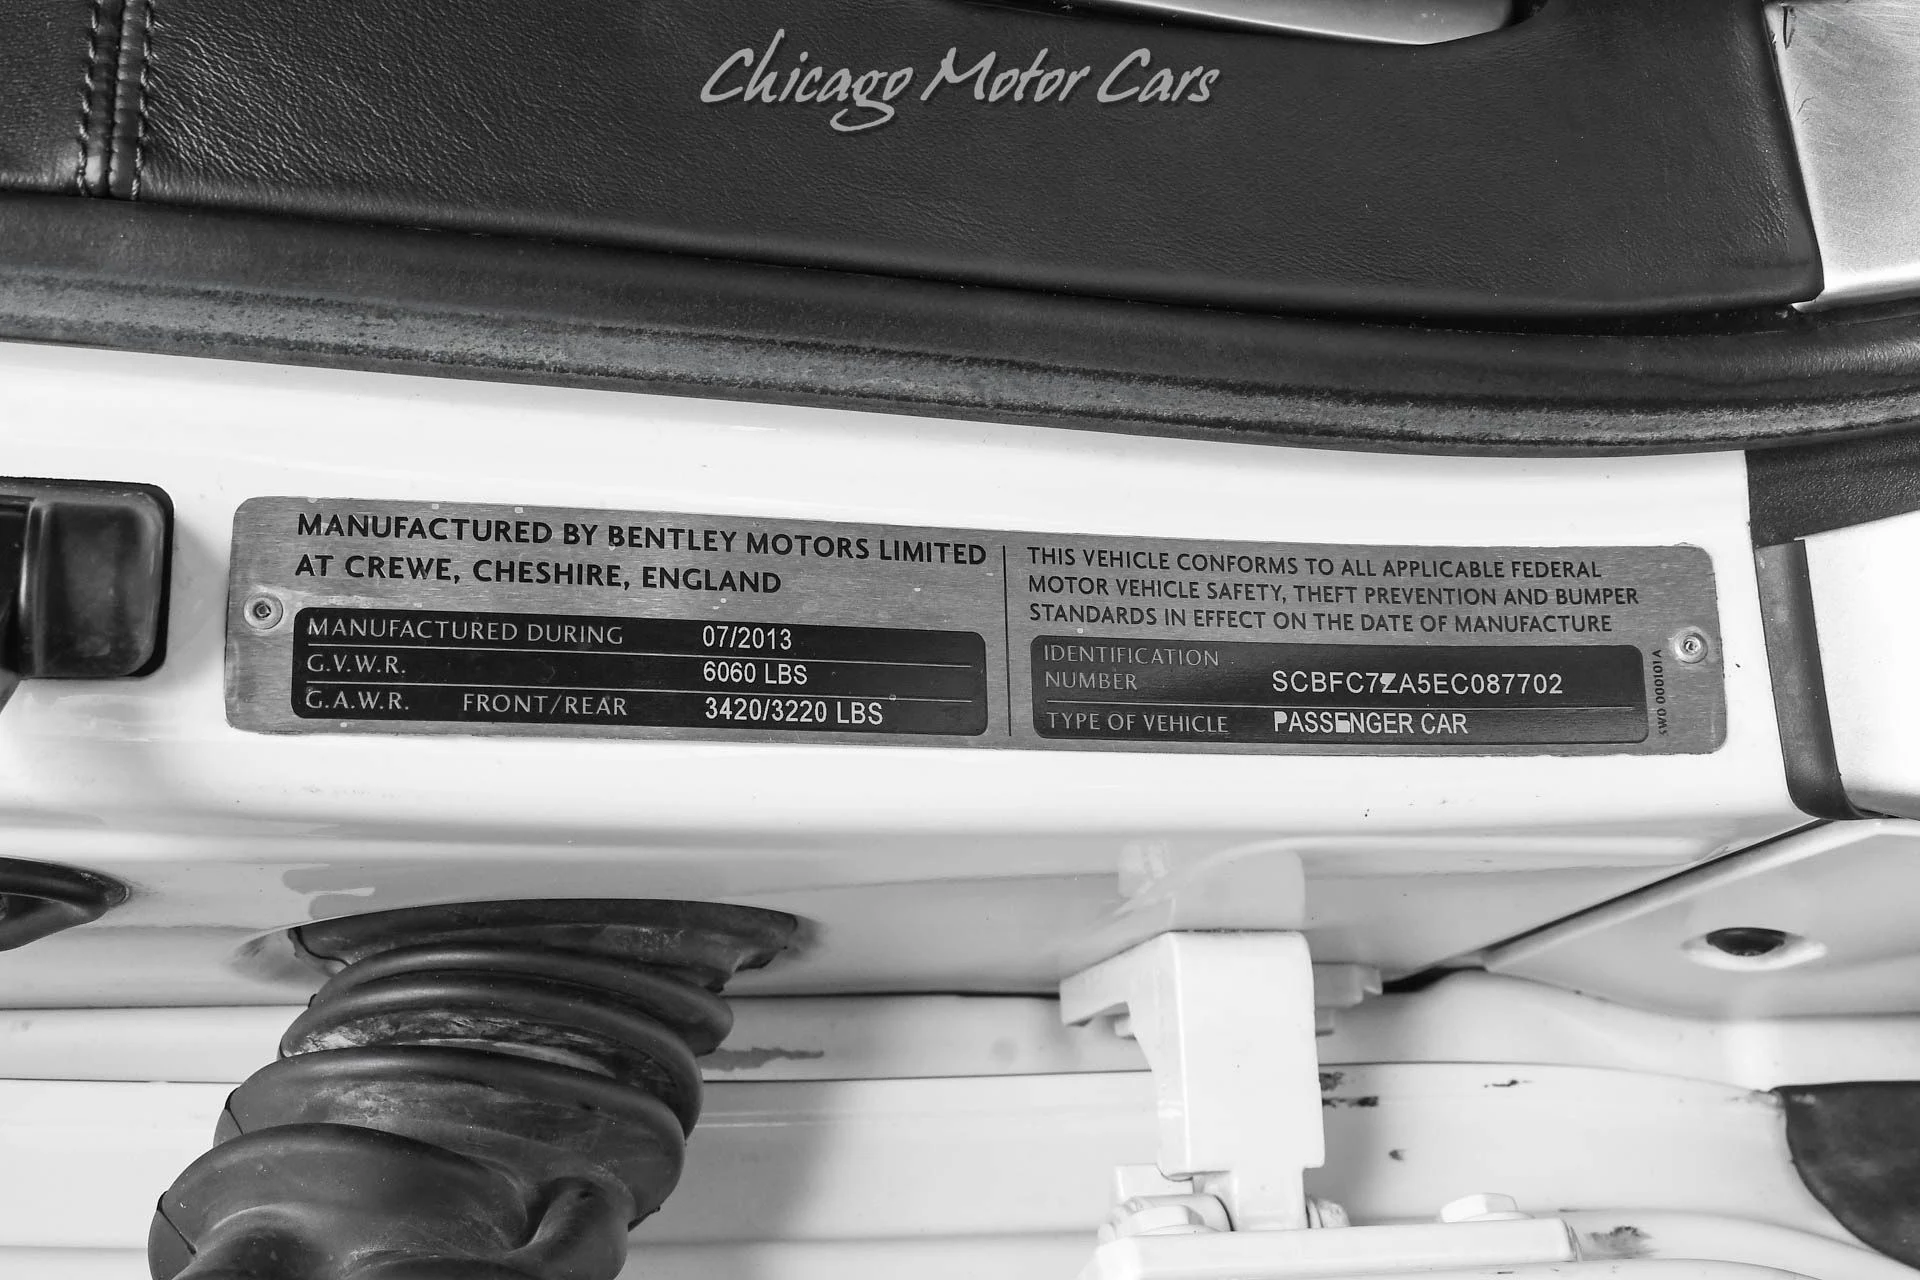 Chicago Motor Cars
MANUFACTURED BY BENTLEY MOTORS LIMITED
AT CREWE, CHESHIRE, ENGLAND
MANUFACTURED DURING 07/2013
G.V.W.R. 6060 LBS
G.A.W.R. FRONT/REAR 3420/3220 LBS
THIS VEHICLE CONFORMS TO ALL APPLICABLE FEDERAL
MOTOR VEHICLE SAFETY, THEFT PREVENTION AND BUMPER
STANDARDS IN EFFECT ON THE DATE OF MANUFACTURE
IDENTIFICATION
NUMBER SCBFC7ZA5EC087702
TYPE OF VEHICLE PASSENGER CAR
5W0 000101A